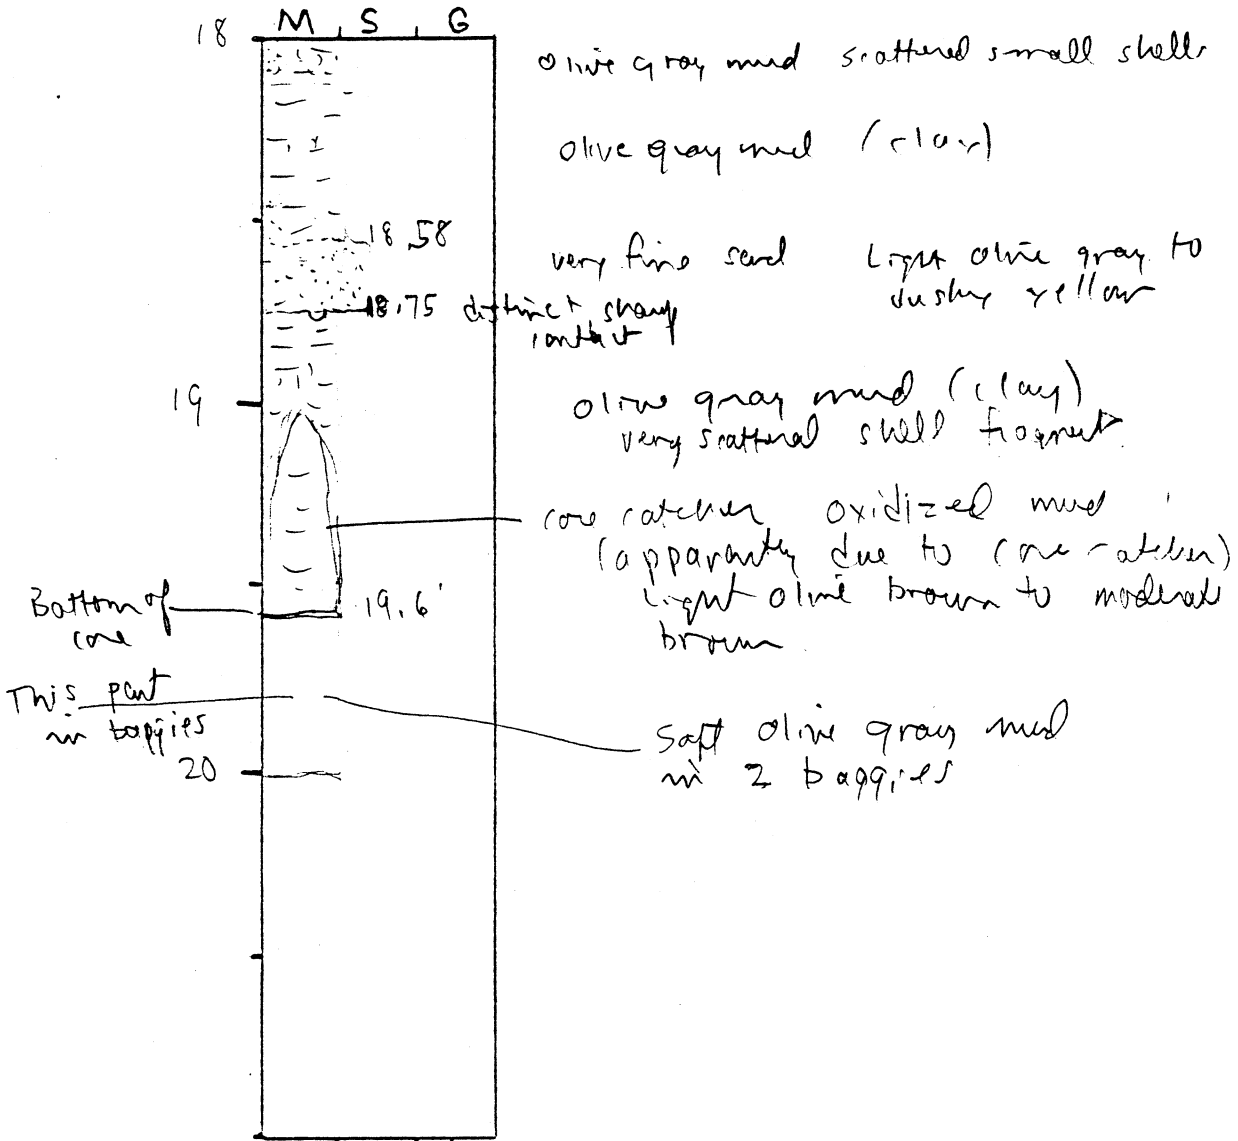 M S G
18
olive gray mud scattered small shells
olive gray mud (clay)
18.58
very fine sand Light olive gray to
dusky yellow
18.75 distinct sharp
contact
19
olive gray mud (clay)
very scattered shell fragments
core catcher oxidized mud
(apparantly due to core catcher)
Light olive brown to moderate
brown
Bottom of
core
19.6'
This part
in baggies
Soft olive gray mud
in 2 baggies
20